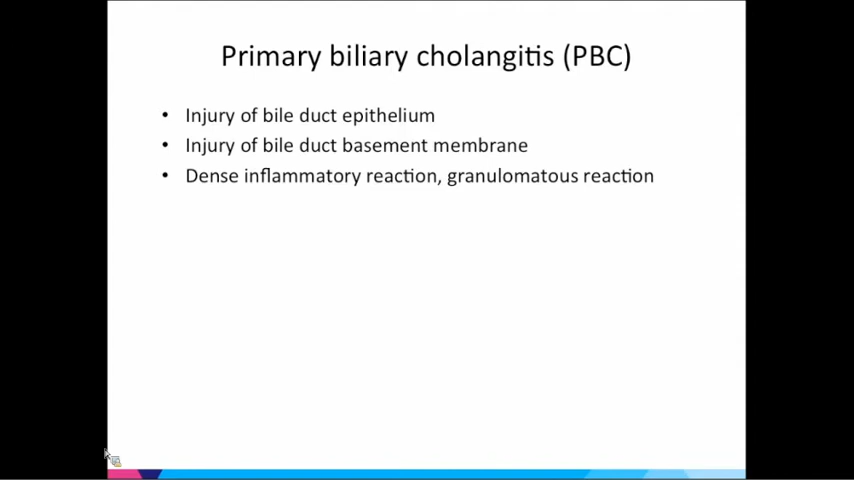 Primary biliary cholangitis (PBC)
• Injury of bile duct epithelium
• Injury of bile duct basement membrane
• Dense inflammatory reaction, granulomatous reaction